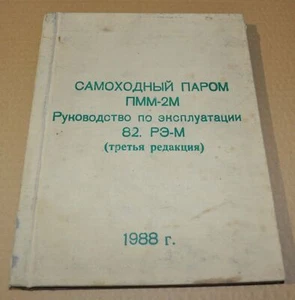 САМОХОДНЫЙ ПАРОМ
ПММ-2М
Руководство по эксплуатации
82. РЭ-М
(третья редакция)
1988 г.